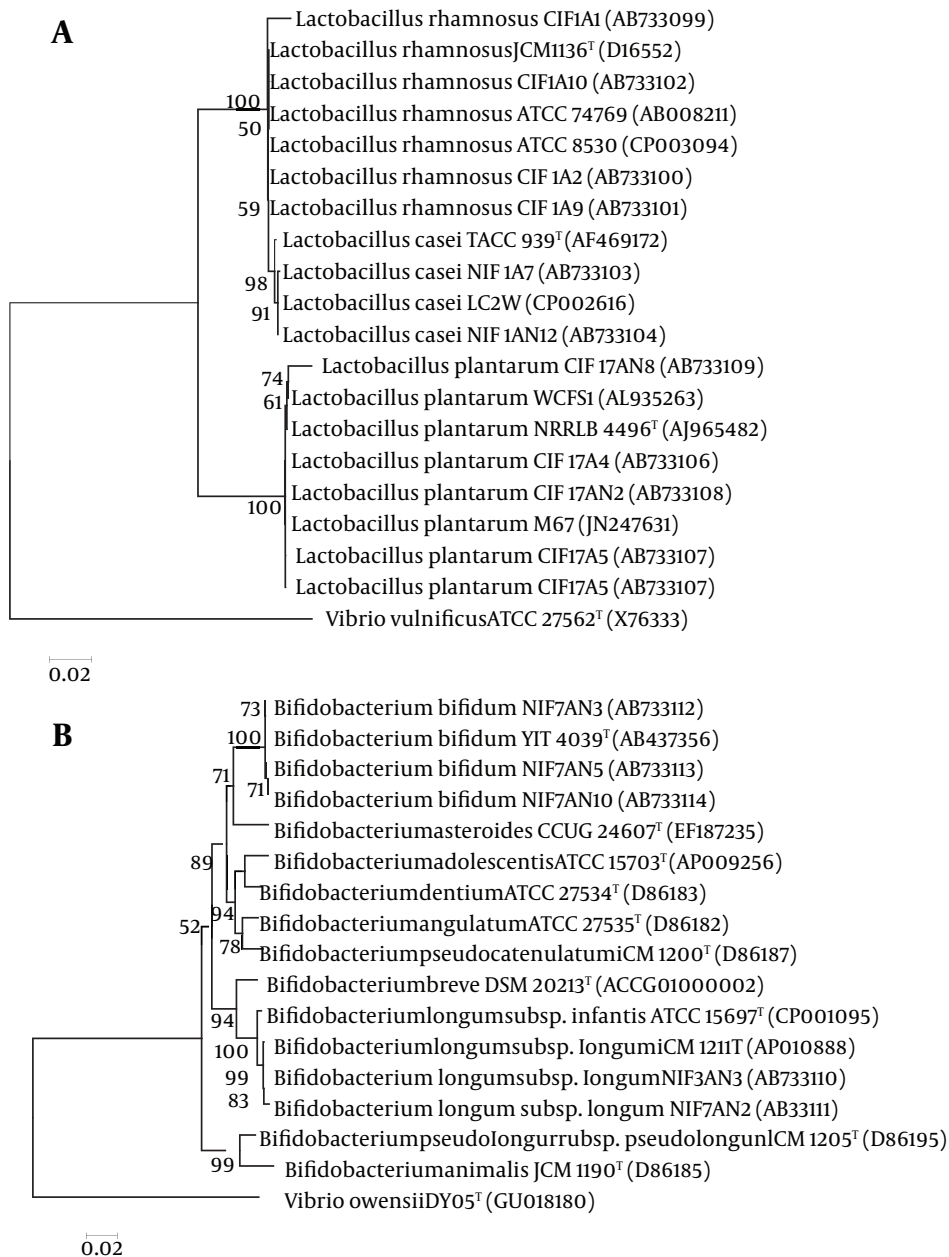 A
Lactobacillus rhamnosus CIF1A1 (AB733099)
Lactobacillus rhamnosusJCM1136ᵀ (D16552)
Lactobacillus rhamnosus CIF1A10 (AB733102)
100
Lactobacillus rhamnosus ATCC 74769 (AB008211)
50
Lactobacillus rhamnosus ATCC 8530 (CP003094)
Lactobacillus rhamnosus CIF 1A2 (AB733100)
59
Lactobacillus rhamnosus CIF 1A9 (AB733101)
Lactobacillus casei TACC 939ᵀ (AF469172)
Lactobacillus casei NIF 1A7 (AB733103)
98
Lactobacillus casei LC2W (CP002616)
91
Lactobacillus casei NIF 1AN12 (AB733104)
Lactobacillus plantarum CIF 17AN8 (AB733109)
74
61
Lactobacillus plantarum WCFS1 (AL935263)
Lactobacillus plantarum NRRLB 4496ᵀ (AJ965482)
Lactobacillus plantarum CIF 17A4 (AB733106)
Lactobacillus plantarum CIF 17AN2 (AB733108)
100
Lactobacillus plantarum M67 (JN247631)
Lactobacillus plantarum CIF17A5 (AB733107)
Lactobacillus plantarum CIF17A5 (AB733107)
Vibrio vulnificusATCC 27562ᵀ (X76333)
0.02
B
73
Bifidobacterium bifidum NIF7AN3 (AB733112)
100
Bifidobacterium bifidum YIT 4039ᵀ (AB437356)
71
Bifidobacterium bifidum NIF7AN5 (AB733113)
71
Bifidobacterium bifidum NIF7AN10 (AB733114)
Bifidobacteriumasteroides CCUG 24607ᵀ (EF187235)
89
BifidobacteriumadolescentisATCC 15703ᵀ (AP009256)
BifidobacteriumdentiumATCC 27534ᵀ (D86183)
94
52
BifidobacteriumangulatumATCC 27535ᵀ (D86182)
78
BifidobacteriumpseudocatenulatumiCM 1200ᵀ (D86187)
Bifidobacteriumbreve DSM 20213ᵀ (ACCG01000002)
94
Bifidobacteriumlongumsubsp. infantis ATCC 15697ᵀ (CP001095)
100
Bifidobacteriumlongumsubsp. IongumiCM 1211T (AP010888)
99
Bifidobacterium longumsubsp. IongumNIF3AN3 (AB733110)
83
Bifidobacterium longum subsp. longum NIF7AN2 (AB33111)
BifidobacteriumpseudoIongurrubsp. pseudolongunlCM 1205ᵀ (D86195)
99
Bifidobacteriumanimalis JCM 1190ᵀ (D86185)
Vibrio owensiiDY05ᵀ (GU018180)
0.02